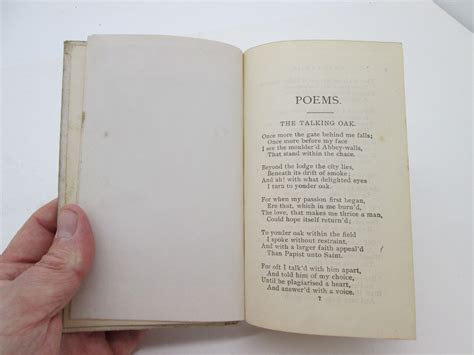 POEMS.
THE TALKING OAK.
Once more the gate behind me falls;
Once more before my face
I see the moulder'd Abbey-walls,
That stand within the chace.
Beyond the lodge the city lies,
Beneath its drift of smoke;
And ah! with what delighted eyes
I turn to yonder oak.
For when my passion first began,
Ere that, which in me burn'd,
The love, that makes me thrice a man,
Could hope itself return'd;
To yonder oak within the field
I spoke without restraint,
And with a larger faith appeal'd
Than Papist unto Saint.
For oft I talk'd with him apart,
And told him of my choice,
Until he plagiarised a heart,
And answer'd with a voice.